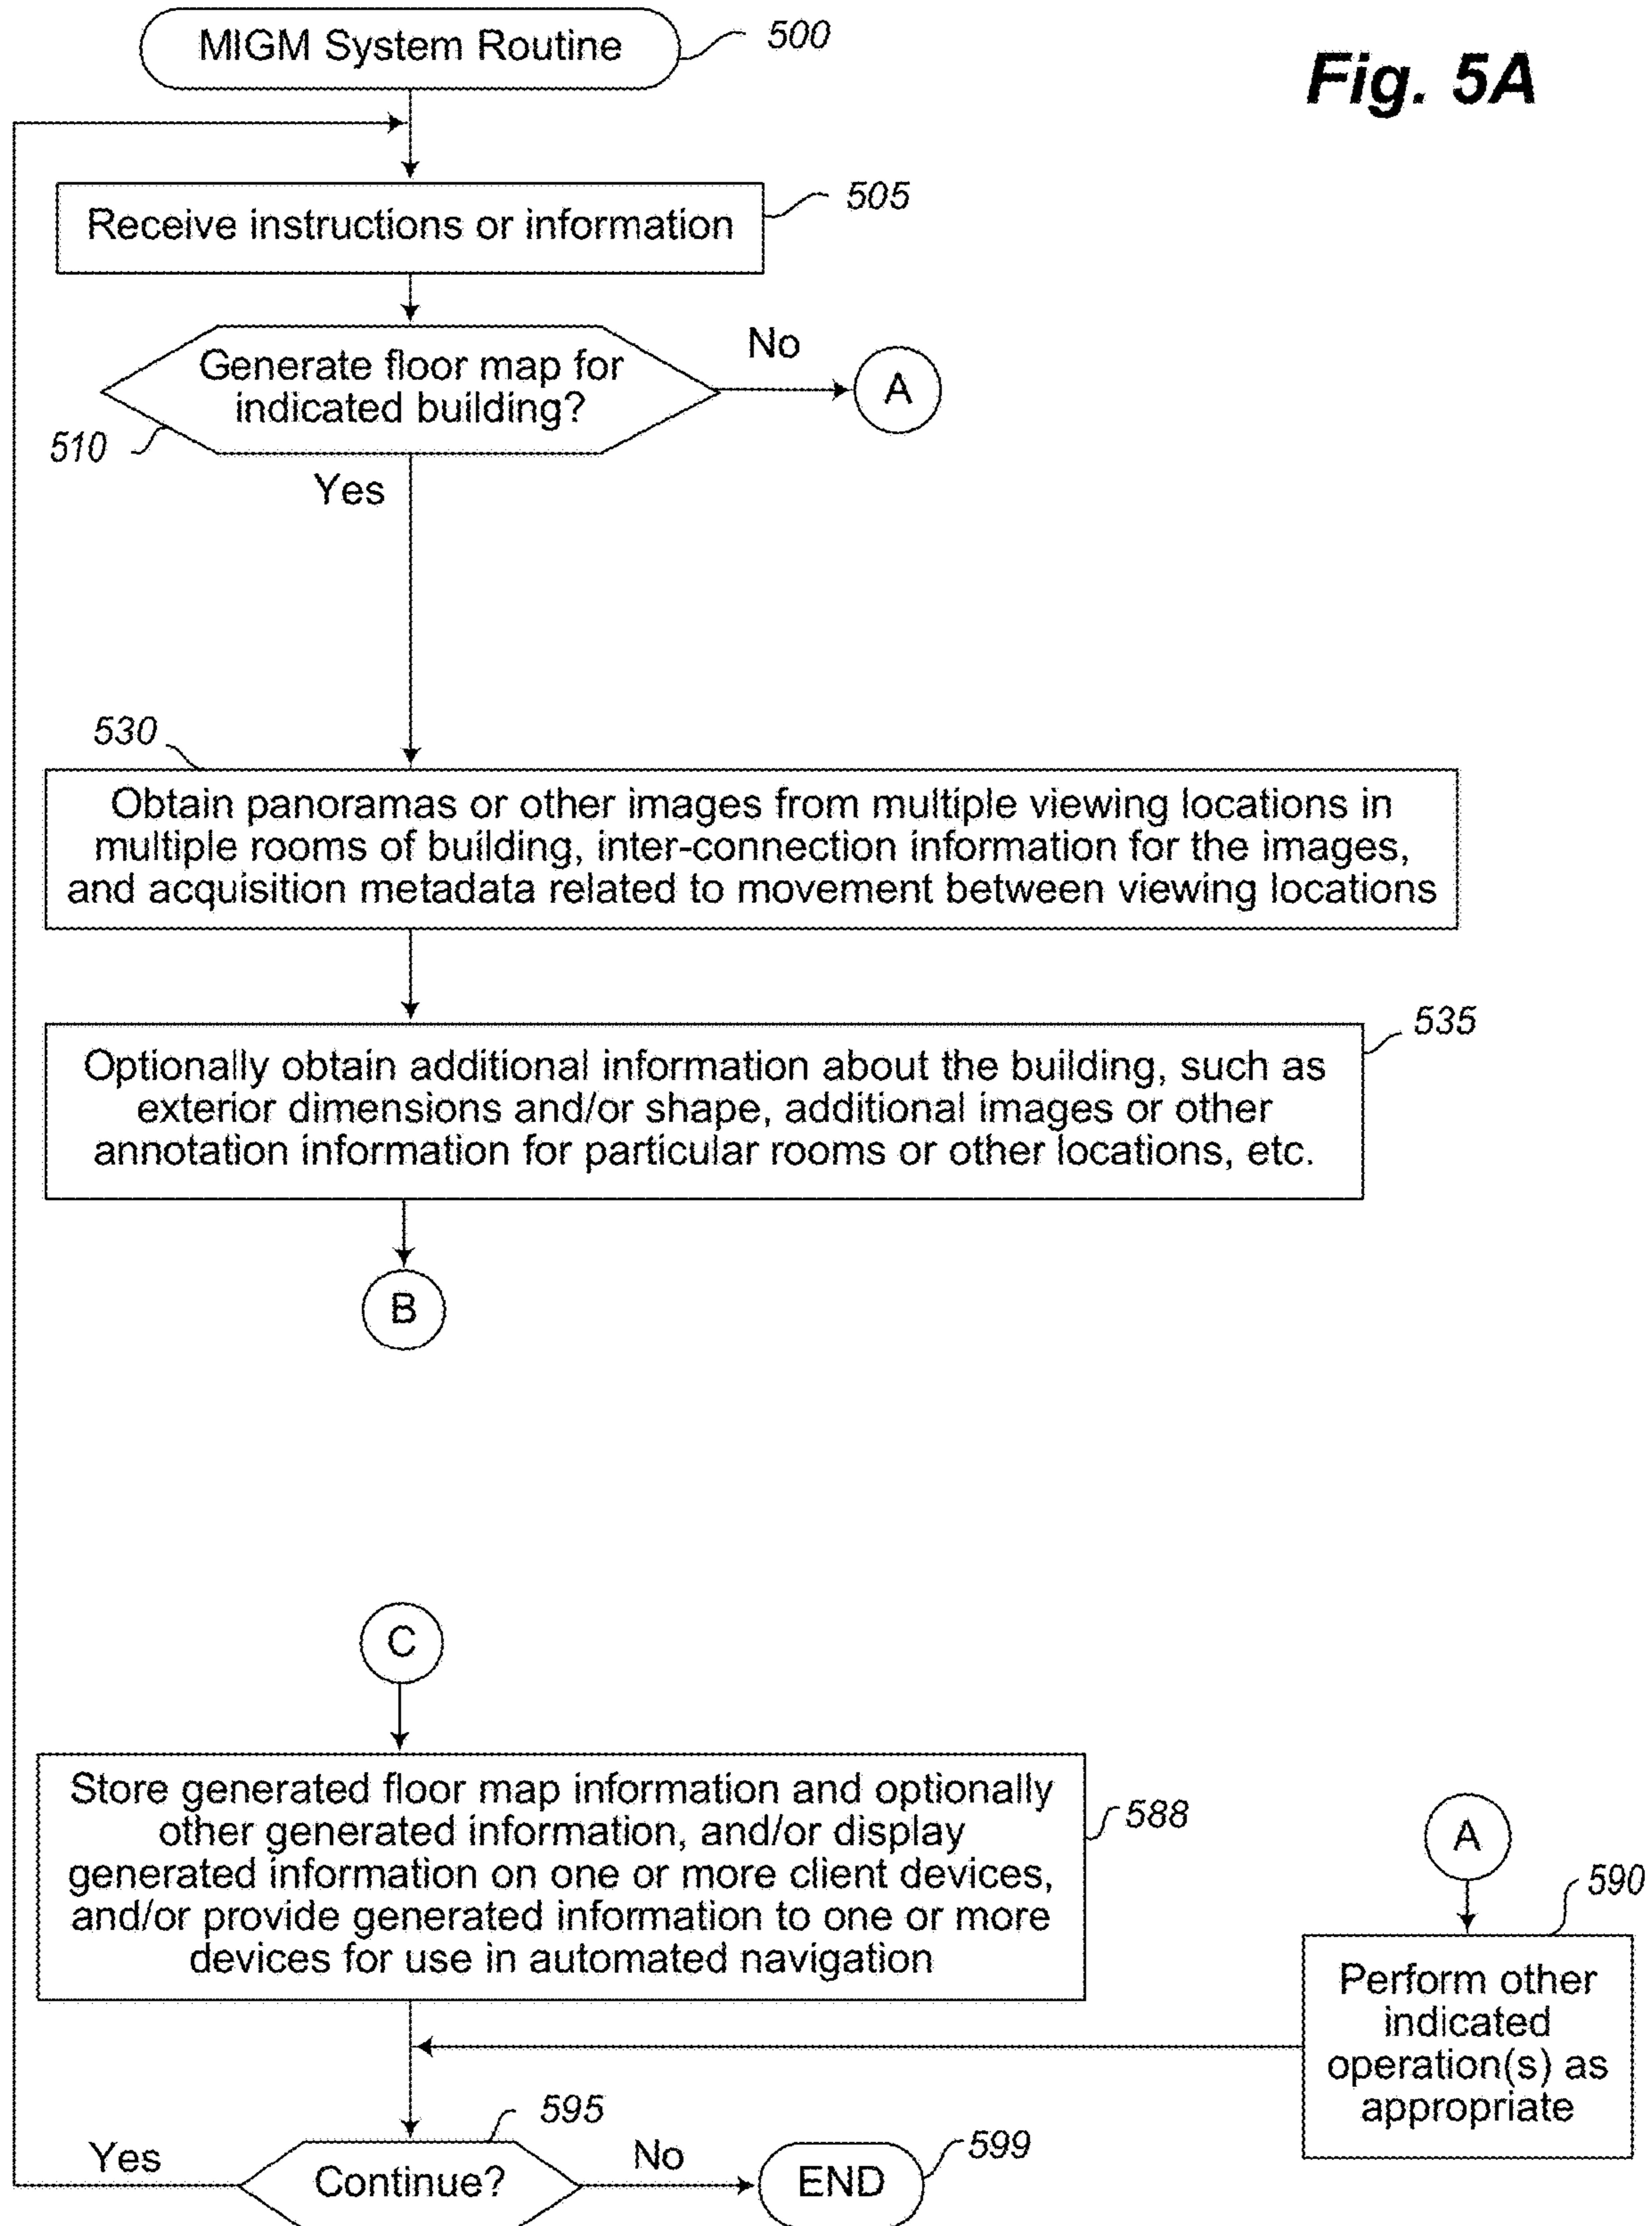 MIGM System Routine
500
Fig. 5A
Receive instructions or information
505
Generate floor map for
indicated building?
510
No
A
Yes
530
Obtain panoramas or other images from multiple viewing locations in
multiple rooms of building, inter-connection information for the images,
and acquisition metadata related to movement between viewing locations
535
Optionally obtain additional information about the building, such as
exterior dimensions and/or shape, additional images or other
annotation information for particular rooms or other locations, etc.
B
C
Store generated floor map information and optionally
other generated information, and/or display
generated information on one or more client devices,
and/or provide generated information to one or more
devices for use in automated navigation
588
A
590
Perform other
indicated
operation(s) as
appropriate
595
Yes
Continue?
No
END
599